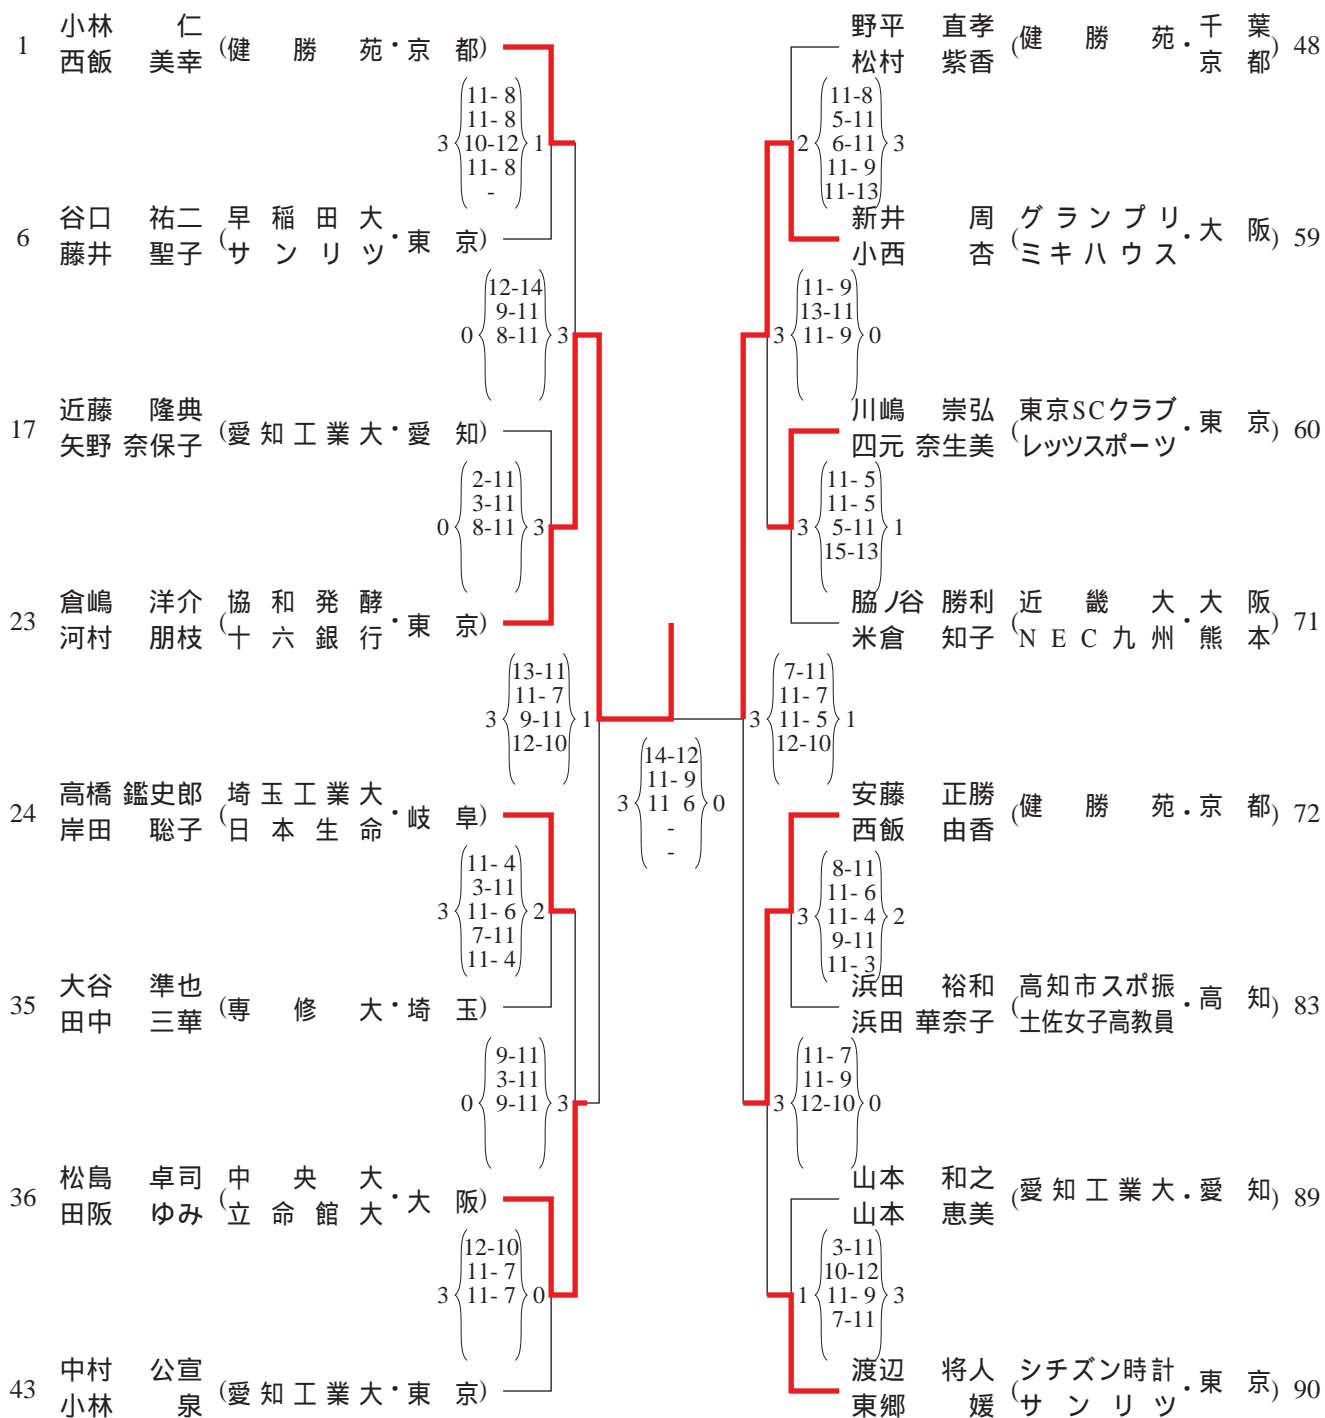 1 小林 仁 (健勝苑・京都)
西飯 美幸
11- 8
11- 8
3 10-12 1
11- 8
-
6 谷口 祐二 (早稲田大・東京)
藤井 聖子 サンリツ
12-14
9-11
0 8-11 3
17 近藤 隆典 (愛知工業大・愛知)
矢野 奈保子
2-11
3-11
0 8-11 3
23 倉嶋 洋介 (協和発酵・東京)
河村 朋枝 十六銀行
13-11
11- 7
3 9-11 1
12-10
24 高橋 鑑史郎 (埼玉工業大・岐阜)
岸田 聡子 日本生命
11- 4
3-11
3 11- 6 2
7-11
11- 4
35 大谷 準也 (専修大・埼玉)
田中 三華
9-11
3-11
0 9-11 3
36 松島 卓司 (中央大・大阪)
田阪 ゆみ 立命館大
12-10
11- 7
3 11- 7 0
43 中村 公宣 (愛知工業大・東京)
小林 泉
14-12
11- 9
3 11 6 0
-
-
野平 直孝 (健勝苑・千葉) 48
松村 紫香 京都
11-8
5-11
2 6-11 3
11- 9
11-13
新井 周 (グランプリ・大阪) 59
小西 杏 ミキハウス
11- 9
13-11
3 11- 9 0
川嶋 崇弘 (東京SCクラブ・東京) 60
四元 奈生美 レッツスポーツ
11- 5
11- 5
3 5-11 1
15-13
脇ノ谷 勝利 (近畿大・大阪) 71
米倉 知子 NEC九州 熊本
7-11
11- 7
3 11- 5 1
12-10
安藤 正勝 (健勝苑・京都) 72
西飯 由香
8-11
11- 6
3 11- 4 2
9-11
11- 3
浜田 裕和 (高知市スポ振・高知) 83
浜田 華奈子 土佐女子高教員
11- 7
11- 9
3 12-10 0
山本 和之 (愛知工業大・愛知) 89
山本 恵美
3-11
10-12
1 11- 9 3
7-11
渡辺 将人 (シチズン時計・東京) 90
東郷 媛 サンリツ